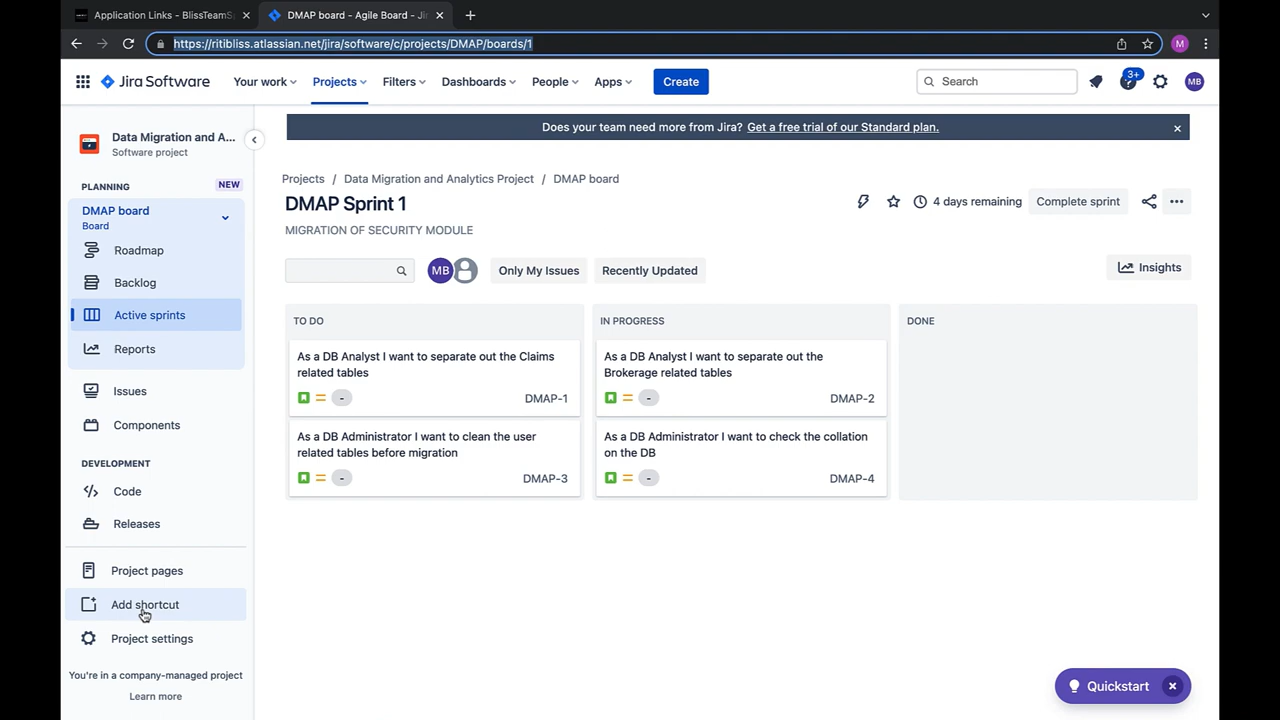 Application Links - BlissTeamS
DMAP board - Agile Board - Jir
https://ritibliss.atlassian.net/jira/software/c/projects/DMAP/boards/1
M
Jira Software
Your work
Projects
Filters
Dashboards
People
Apps
Create
Search
3+
MB
Data Migration and A...
Software project
PLANNING
NEW
DMAP board
Board
Roadmap
Backlog
Active sprints
Reports
Issues
Components
DEVELOPMENT
Code
Releases
Project pages
Add shortcut
Project settings
You're in a company-managed project
Learn more
Does your team need more from Jira? Get a free trial of our Standard plan.
Projects / Data Migration and Analytics Project / DMAP board
DMAP Sprint 1
4 days remaining
Complete sprint
MIGRATION OF SECURITY MODULE
MB
Only My Issues
Recently Updated
Insights
TO DO
As a DB Analyst I want to separate out the Claims
related tables
-
DMAP-1
As a DB Administrator I want to clean the user
related tables before migration
-
DMAP-3
IN PROGRESS
As a DB Analyst I want to separate out the
Brokerage related tables
-
DMAP-2
As a DB Administrator I want to check the collation
on the DB
-
DMAP-4
DONE
Quickstart